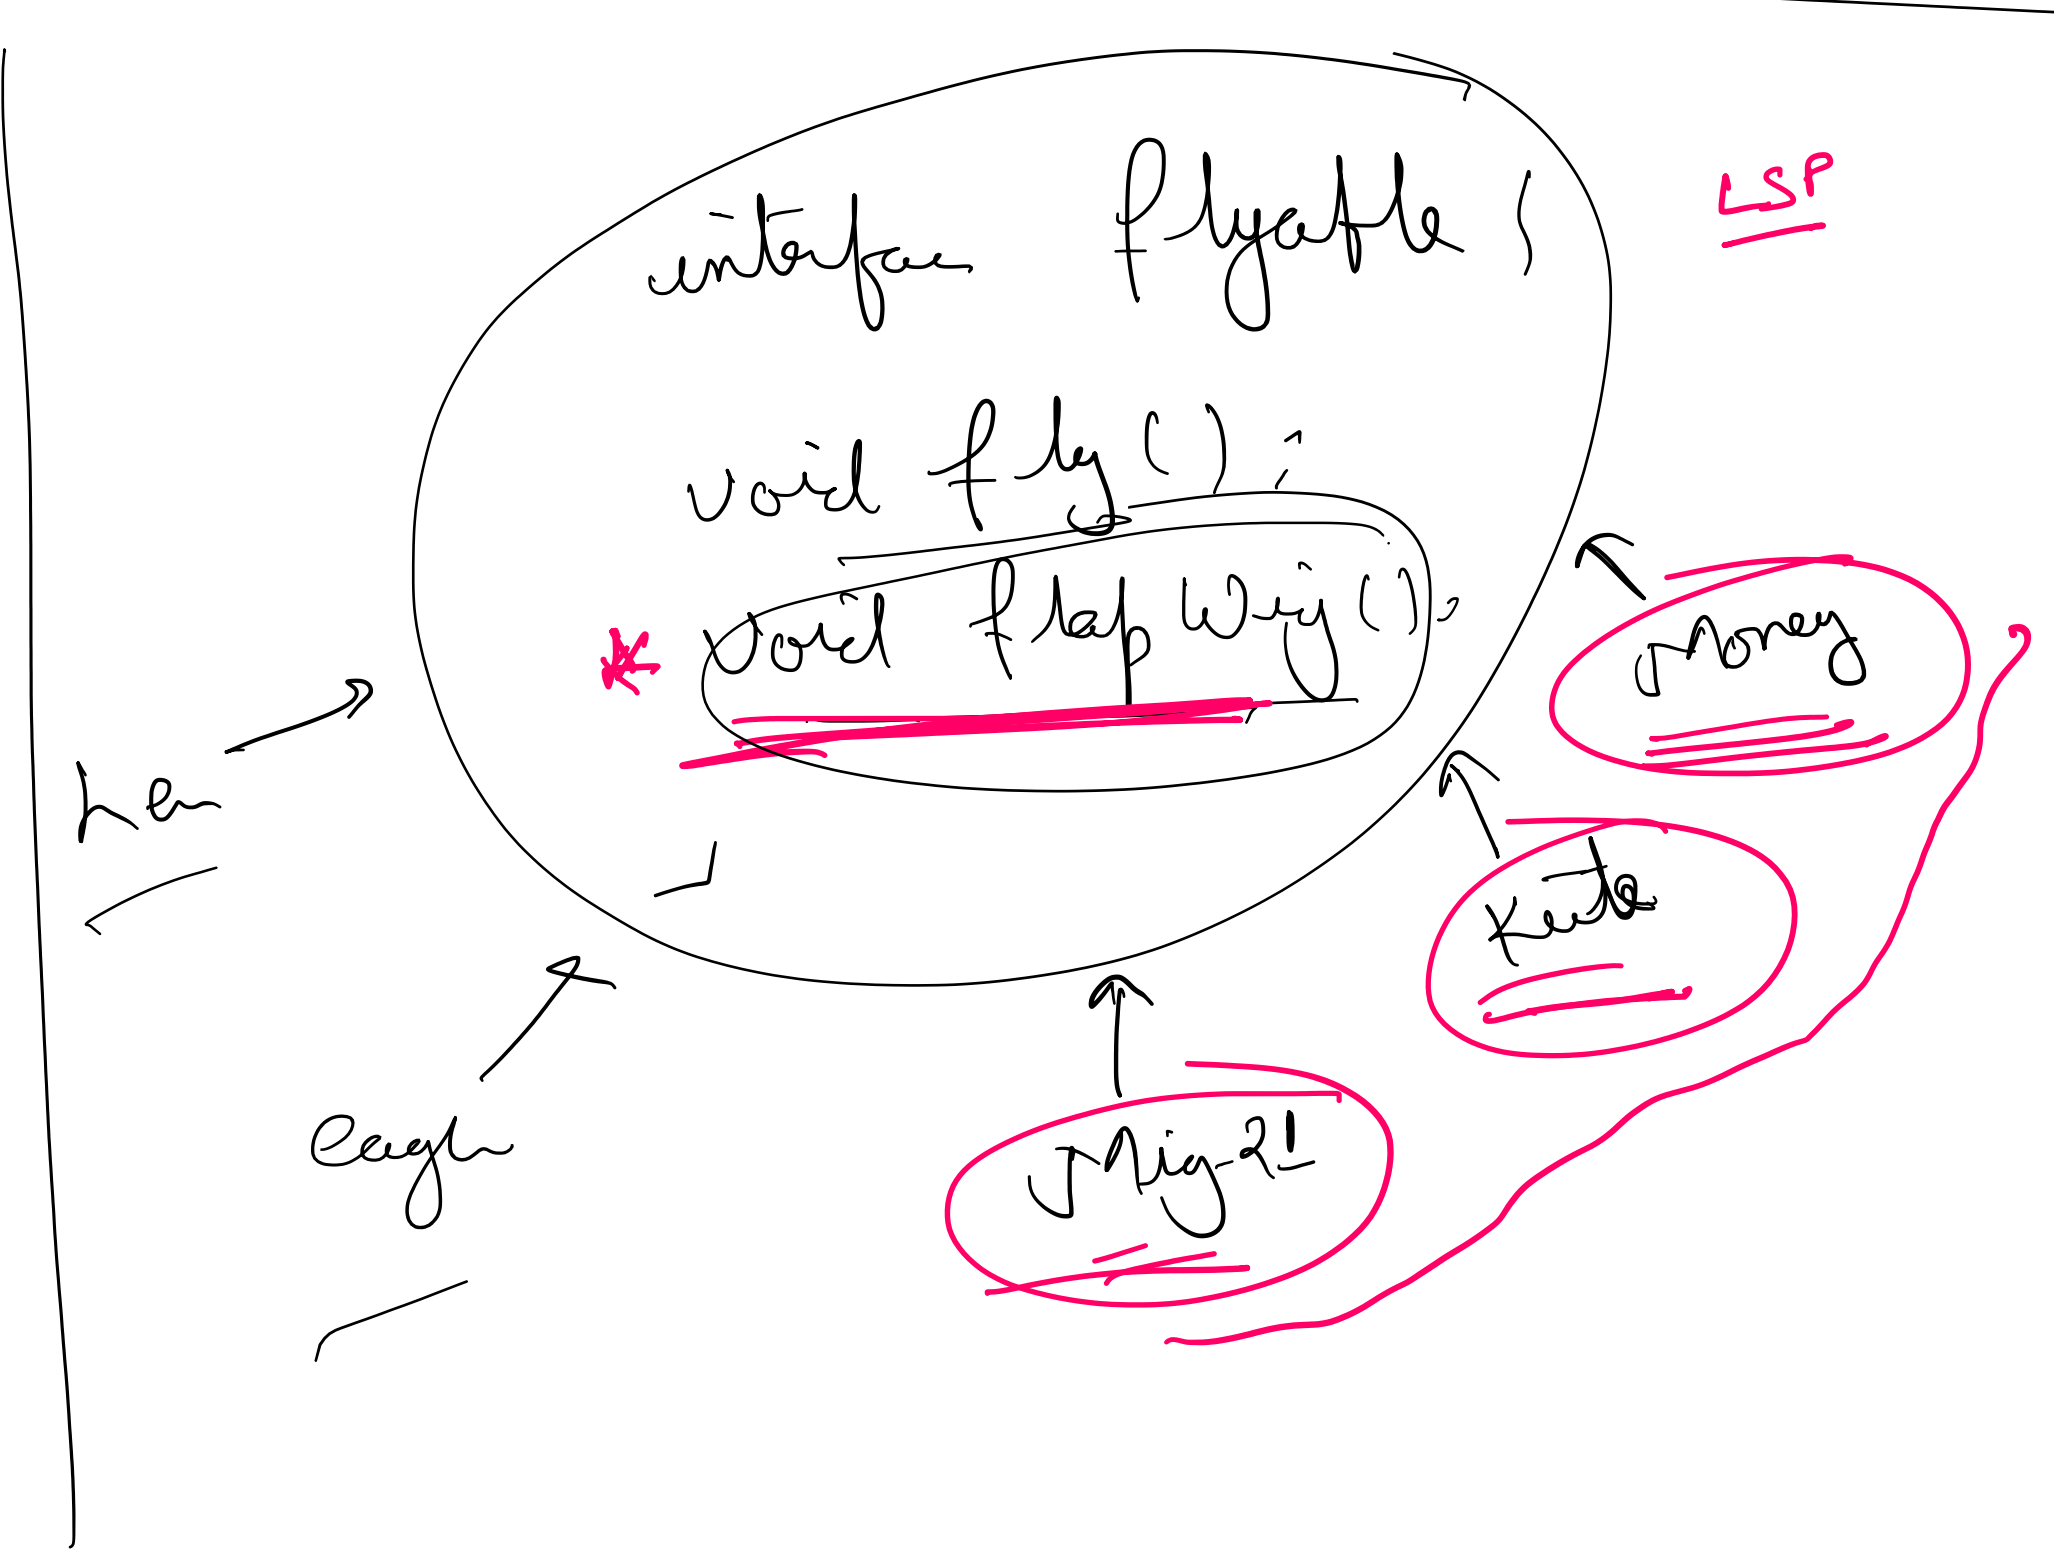 LSP
interface flyable {
void fly();
void flapWing();
}
Hen
Money
Kite
eagle
Mig-21